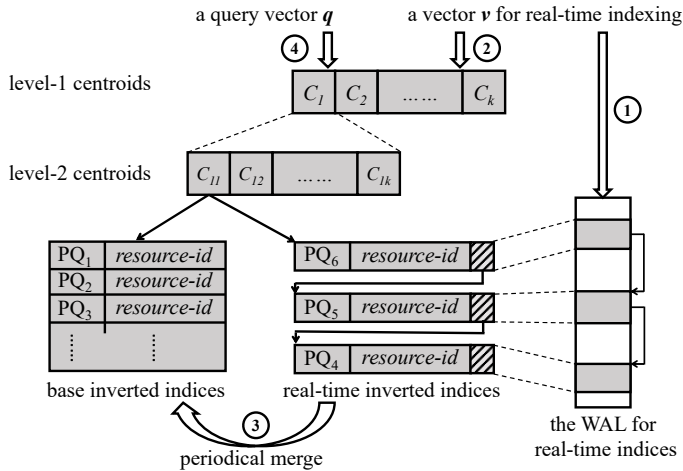 a query vector q
a vector v for real-time indexing
4
2
level-1 centroids
C1 C2 …… Ck
1
level-2 centroids
C11 C12 …… C1k
PQ1 resource-id
PQ2 resource-id
PQ3 resource-id
⋮ ⋮
PQ6 resource-id
PQ5 resource-id
PQ4 resource-id
base inverted indices
real-time inverted indices
3
periodical merge
the WAL for
real-time indices